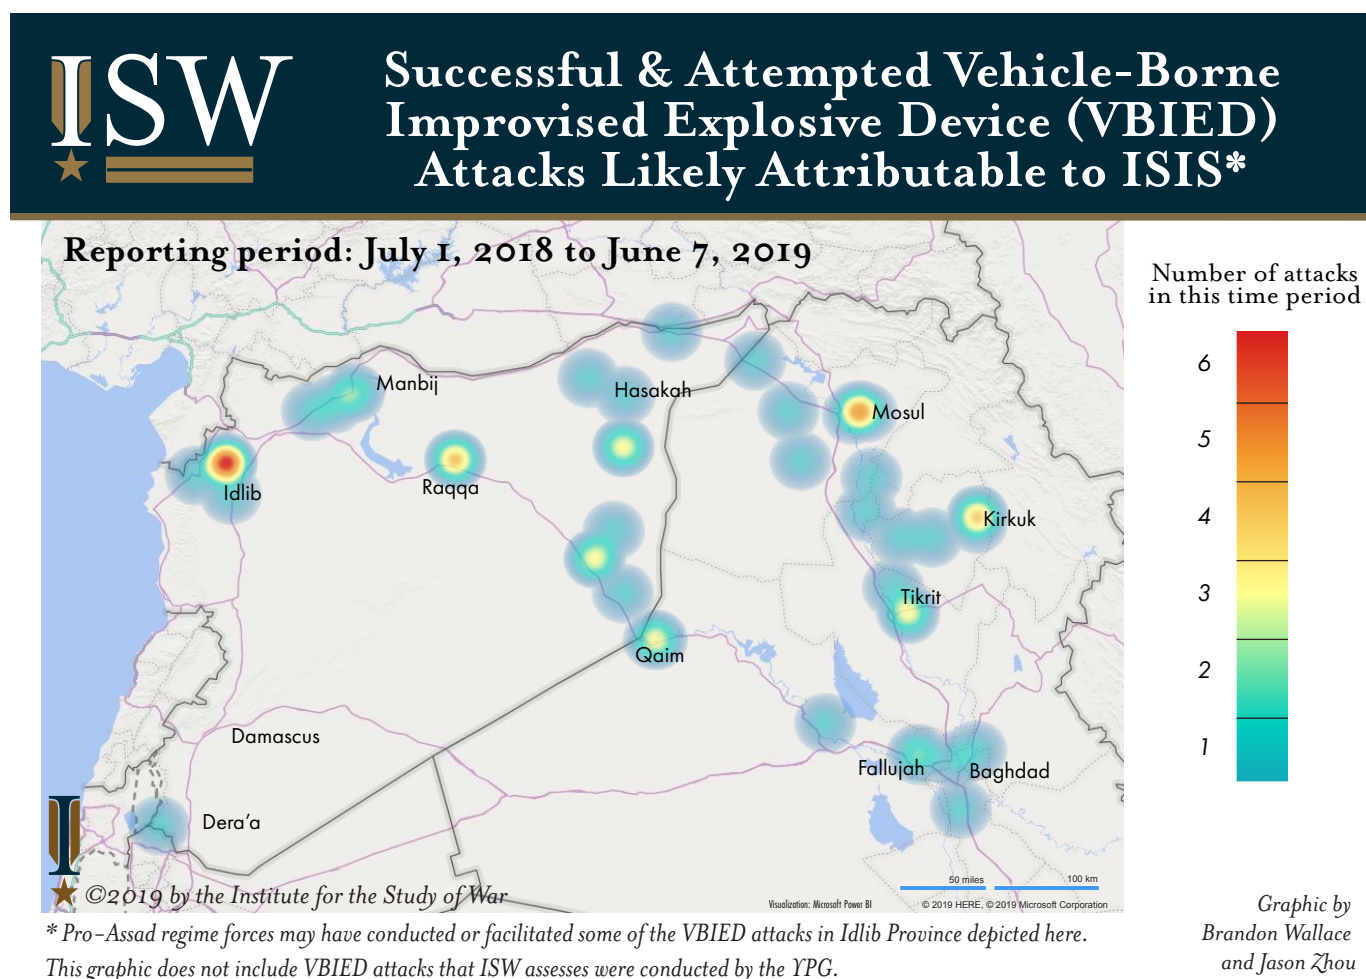 ISW
Successful & Attempted Vehicle-Borne
Improvised Explosive Device (VBIED)
Attacks Likely Attributable to ISIS*
Reporting period: July 1, 2018 to June 7, 2019
Number of attacks
in this time period
6
5
4
3
2
1
Manbij
Hasakah
Mosul
Idlib
Raqqa
Kirkuk
Tikrit
Qaim
Damascus
Fallujah
Baghdad
Dera'a
I
©2019 by the Institute for the Study of War
50 miles
100 km
Visualization: Microsoft Power BI
© 2019 HERE, © 2019 Microsoft Corporation
* Pro-Assad regime forces may have conducted or facilitated some of the VBIED attacks in Idlib Province depicted here.
This graphic does not include VBIED attacks that ISW assesses were conducted by the YPG.
Graphic by
Brandon Wallace
and Jason Zhou